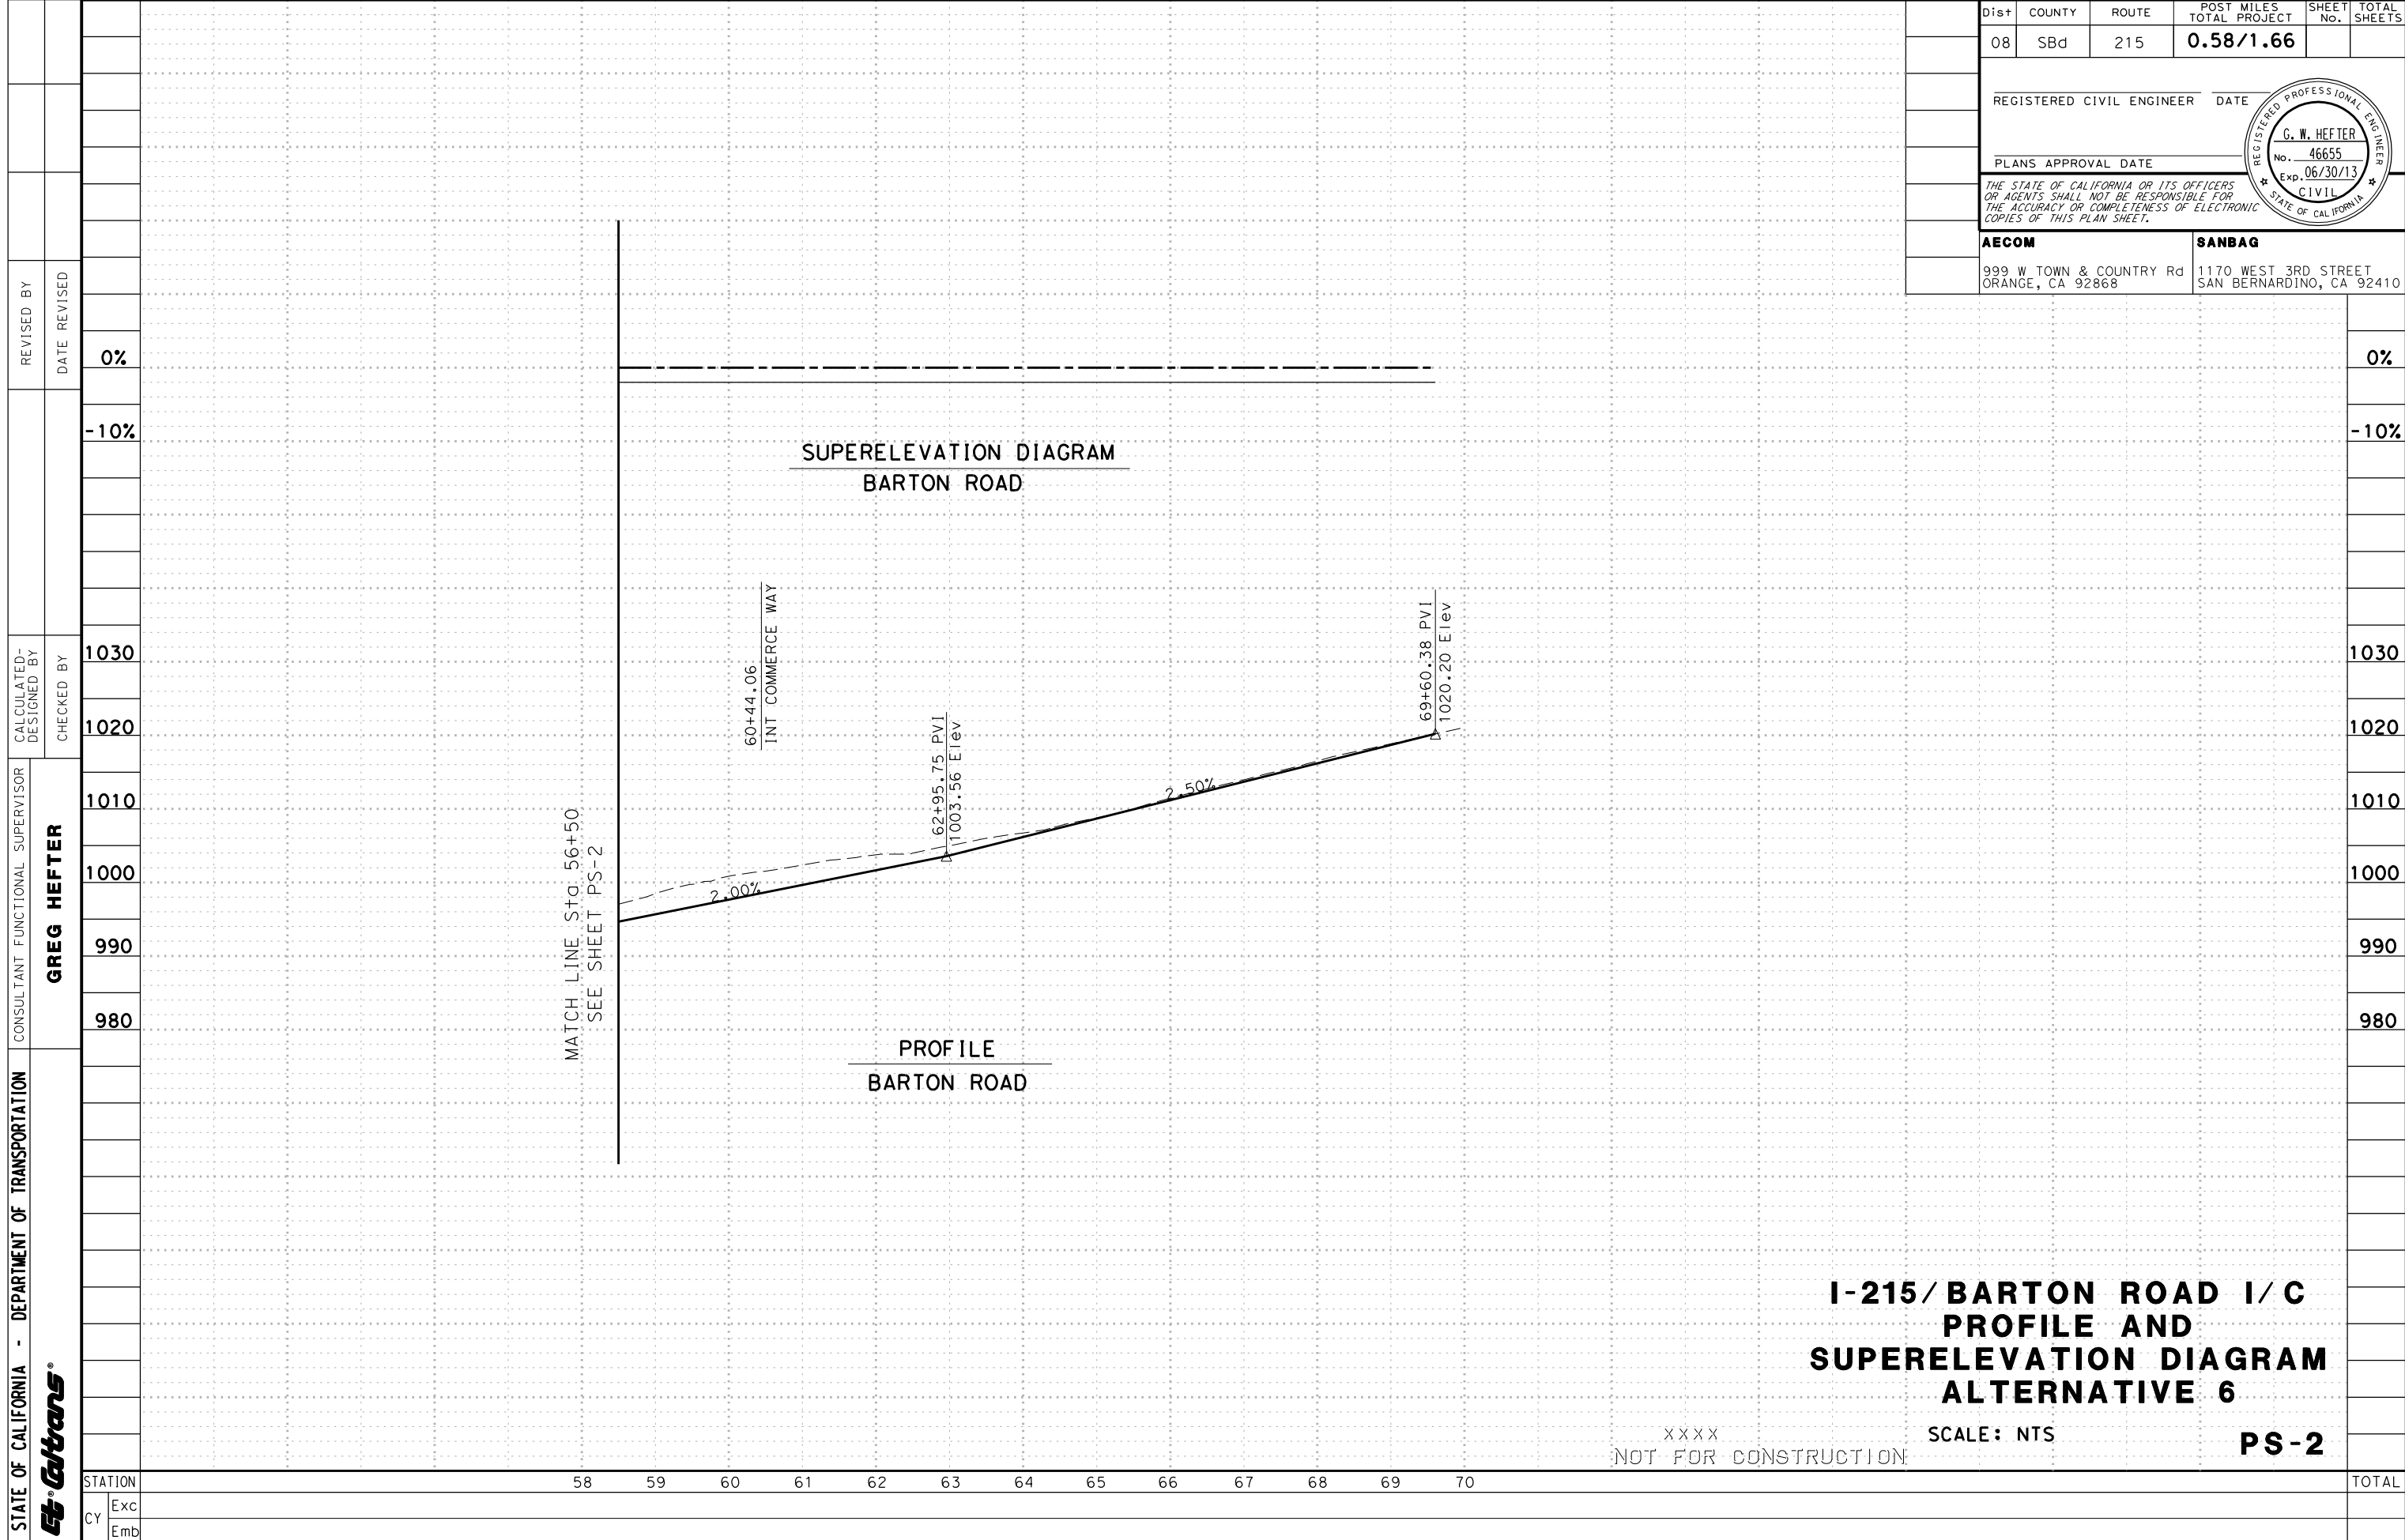 Dist COUNTY ROUTE POST MILES TOTAL PROJECT SHEET No. TOTAL SHEETS
08 SBd 215 0.58/1.66
REGISTERED CIVIL ENGINEER DATE
PLANS APPROVAL DATE
REGISTERED PROFESSIONAL ENGINEER
G. W. HEFTER
No. 46655
Exp. 06/30/13
CIVIL
STATE OF CALIFORNIA
THE STATE OF CALIFORNIA OR ITS OFFICERS
OR AGENTS SHALL NOT BE RESPONSIBLE FOR
THE ACCURACY OR COMPLETENESS OF ELECTRONIC
COPIES OF THIS PLAN SHEET.
AECOM
999 W TOWN & COUNTRY Rd
ORANGE, CA 92868
SANBAG
1170 WEST 3RD STREET
SAN BERNARDINO, CA 92410
REVISED BY
DATE REVISED
CALCULATED-
DESIGNED BY
CHECKED BY
CONSULTANT FUNCTIONAL SUPERVISOR
GREG HEFTER
STATE OF CALIFORNIA - DEPARTMENT OF TRANSPORTATION
Ct® Caltrans®
0%
-10%
1030
1020
1010
1000
990
980
0%
-10%
1030
1020
1010
1000
990
980
SUPERELEVATION DIAGRAM
BARTON ROAD
60+44.06
INT COMMERCE WAY
62+95.75 PVI
1003.56 Elev
69+60.38 PVI
1020.20 Elev
2.00%
2.50%
MATCH LINE Sta 56+50
SEE SHEET PS-2
PROFILE
BARTON ROAD
I-215/BARTON ROAD I/C
PROFILE AND
SUPERELEVATION DIAGRAM
ALTERNATIVE 6
SCALE: NTS
PS-2
XXXX
NOT FOR CONSTRUCTION
STATION 58 59 60 61 62 63 64 65 66 67 68 69 70 TOTAL
CY Exc
Emb